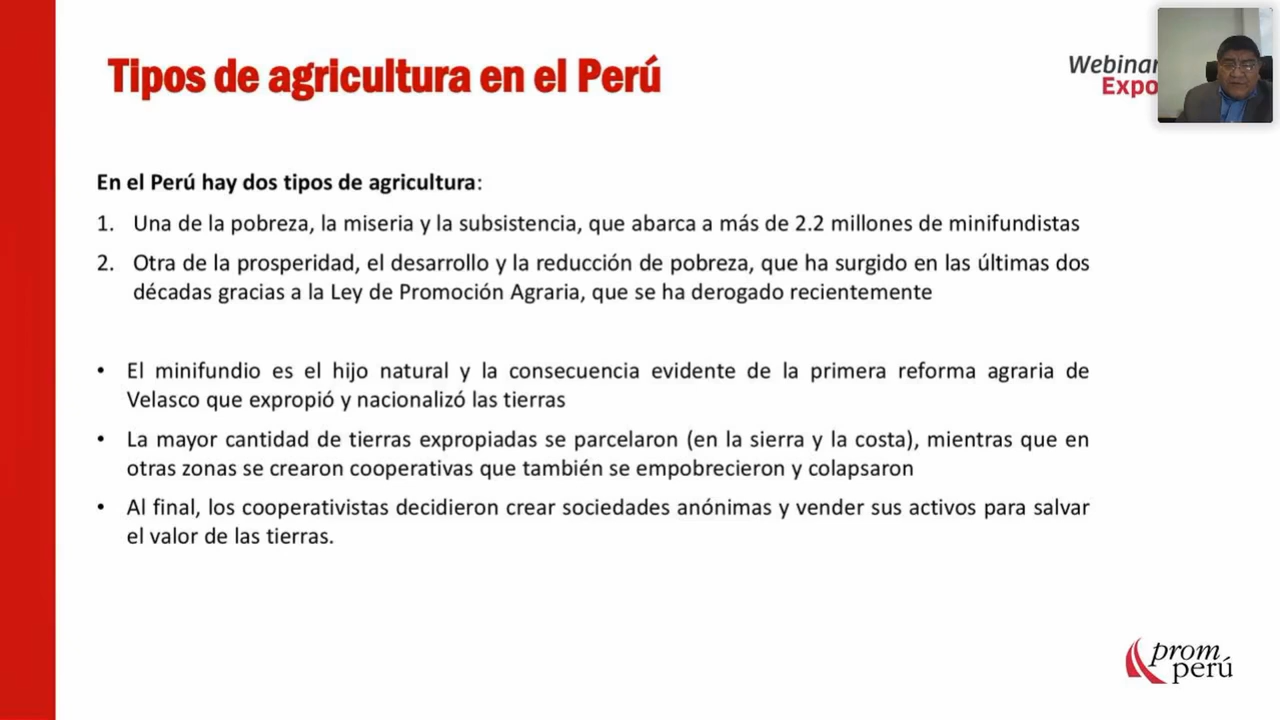 Tipos de agricultura en el Perú
Webinar
Expo
En el Perú hay dos tipos de agricultura:
1. Una de la pobreza, la miseria y la subsistencia, que abarca a más de 2.2 millones de minifundistas
2. Otra de la prosperidad, el desarrollo y la reducción de pobreza, que ha surgido en las últimas dos
décadas gracias a la Ley de Promoción Agraria, que se ha derogado recientemente
• El minifundio es el hijo natural y la consecuencia evidente de la primera reforma agraria de
Velasco que expropió y nacionalizó las tierras
• La mayor cantidad de tierras expropiadas se parcelaron (en la sierra y la costa), mientras que en
otras zonas se crearon cooperativas que también se empobrecieron y colapsaron
• Al final, los cooperativistas decidieron crear sociedades anónimas y vender sus activos para salvar
el valor de las tierras.
prom
perú